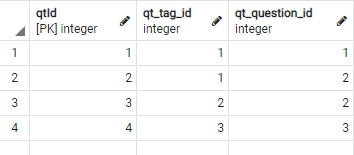 qtId qt_tag_id qt_question_id
[PK] integer integer integer
1 1 1 1
2 2 1 2
3 3 2 2
4 4 3 3